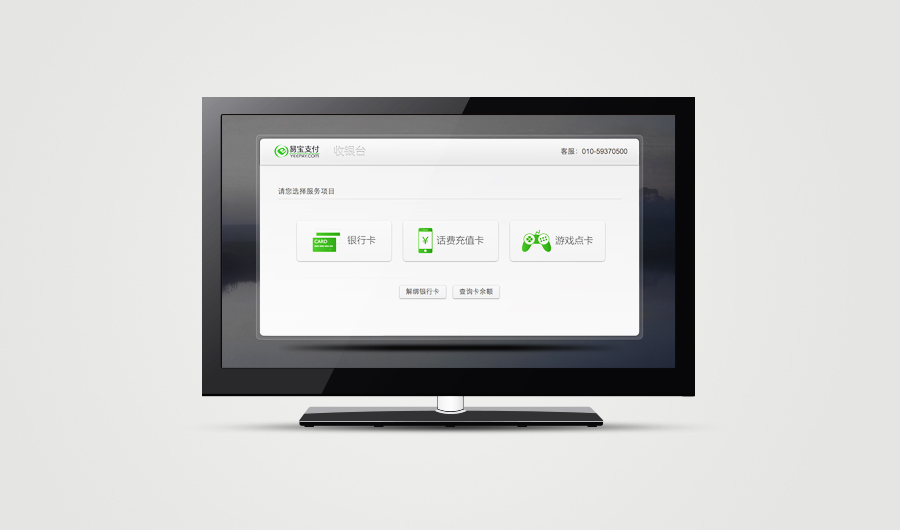 易宝支付
YEEPAY.COM
收银台
客服：010-59370500
请您选择服务项目
CARD
银行卡
¥
话费充值卡
游戏点卡
解绑银行卡
查询卡余额